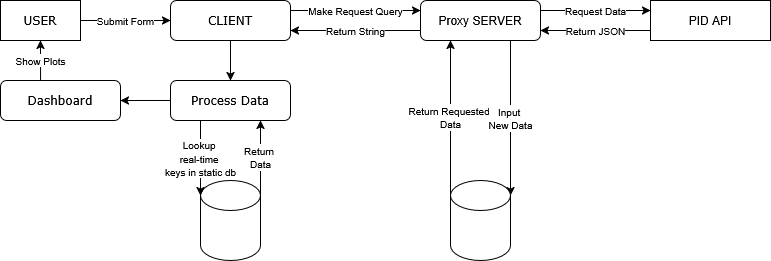 USER
Submit Form
CLIENT
Make Request Query
Return String
Proxy SERVER
Request Data
Return JSON
PID API
Show Plots
Dashboard
Process Data
Return Requested
Data
Input
New Data
Lookup
real-time
keys in static db
Return
Data